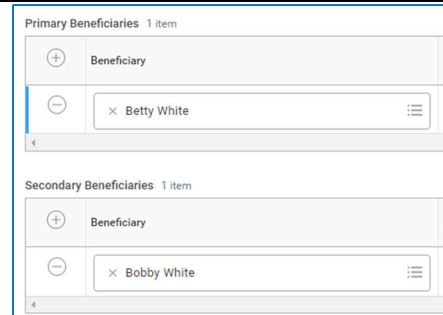 Primary Beneficiaries 1 item
Beneficiary
× Betty White
Secondary Beneficiaries 1 item
Beneficiary
× Bobby White